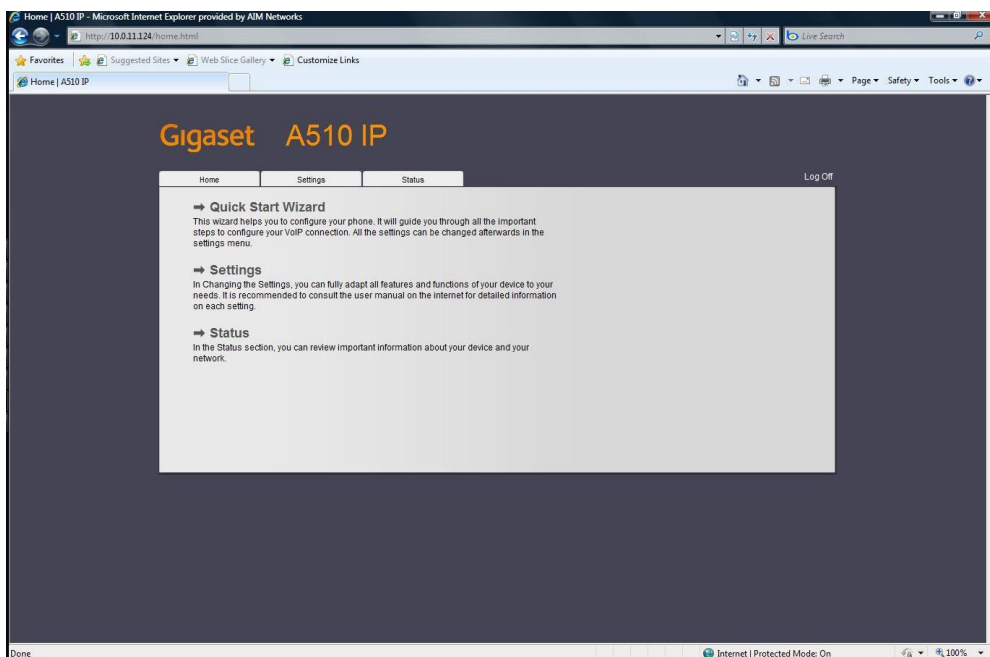 Home | A510 IP - Microsoft Internet Explorer provided by AIM Networks
http://10.0.11.124/home.html
Live Search
Favorites Suggested Sites Web Slice Gallery Customize Links
Home | A510 IP
Page Safety Tools
Gigaset A510 IP
Home Settings Status Log Off
Quick Start Wizard
This wizard helps you to configure your phone. It will guide you through all the important
steps to configure your VoIP connection. All the settings can be changed afterwards in the
settings menu.
Settings
In Changing the Settings, you can fully adapt all features and functions of your device to your
needs. It is recommended to consult the user manual on the internet for detailed information
on each setting.
Status
In the Status section, you can review important information about your device and your
network.
Done Internet | Protected Mode: On 100%